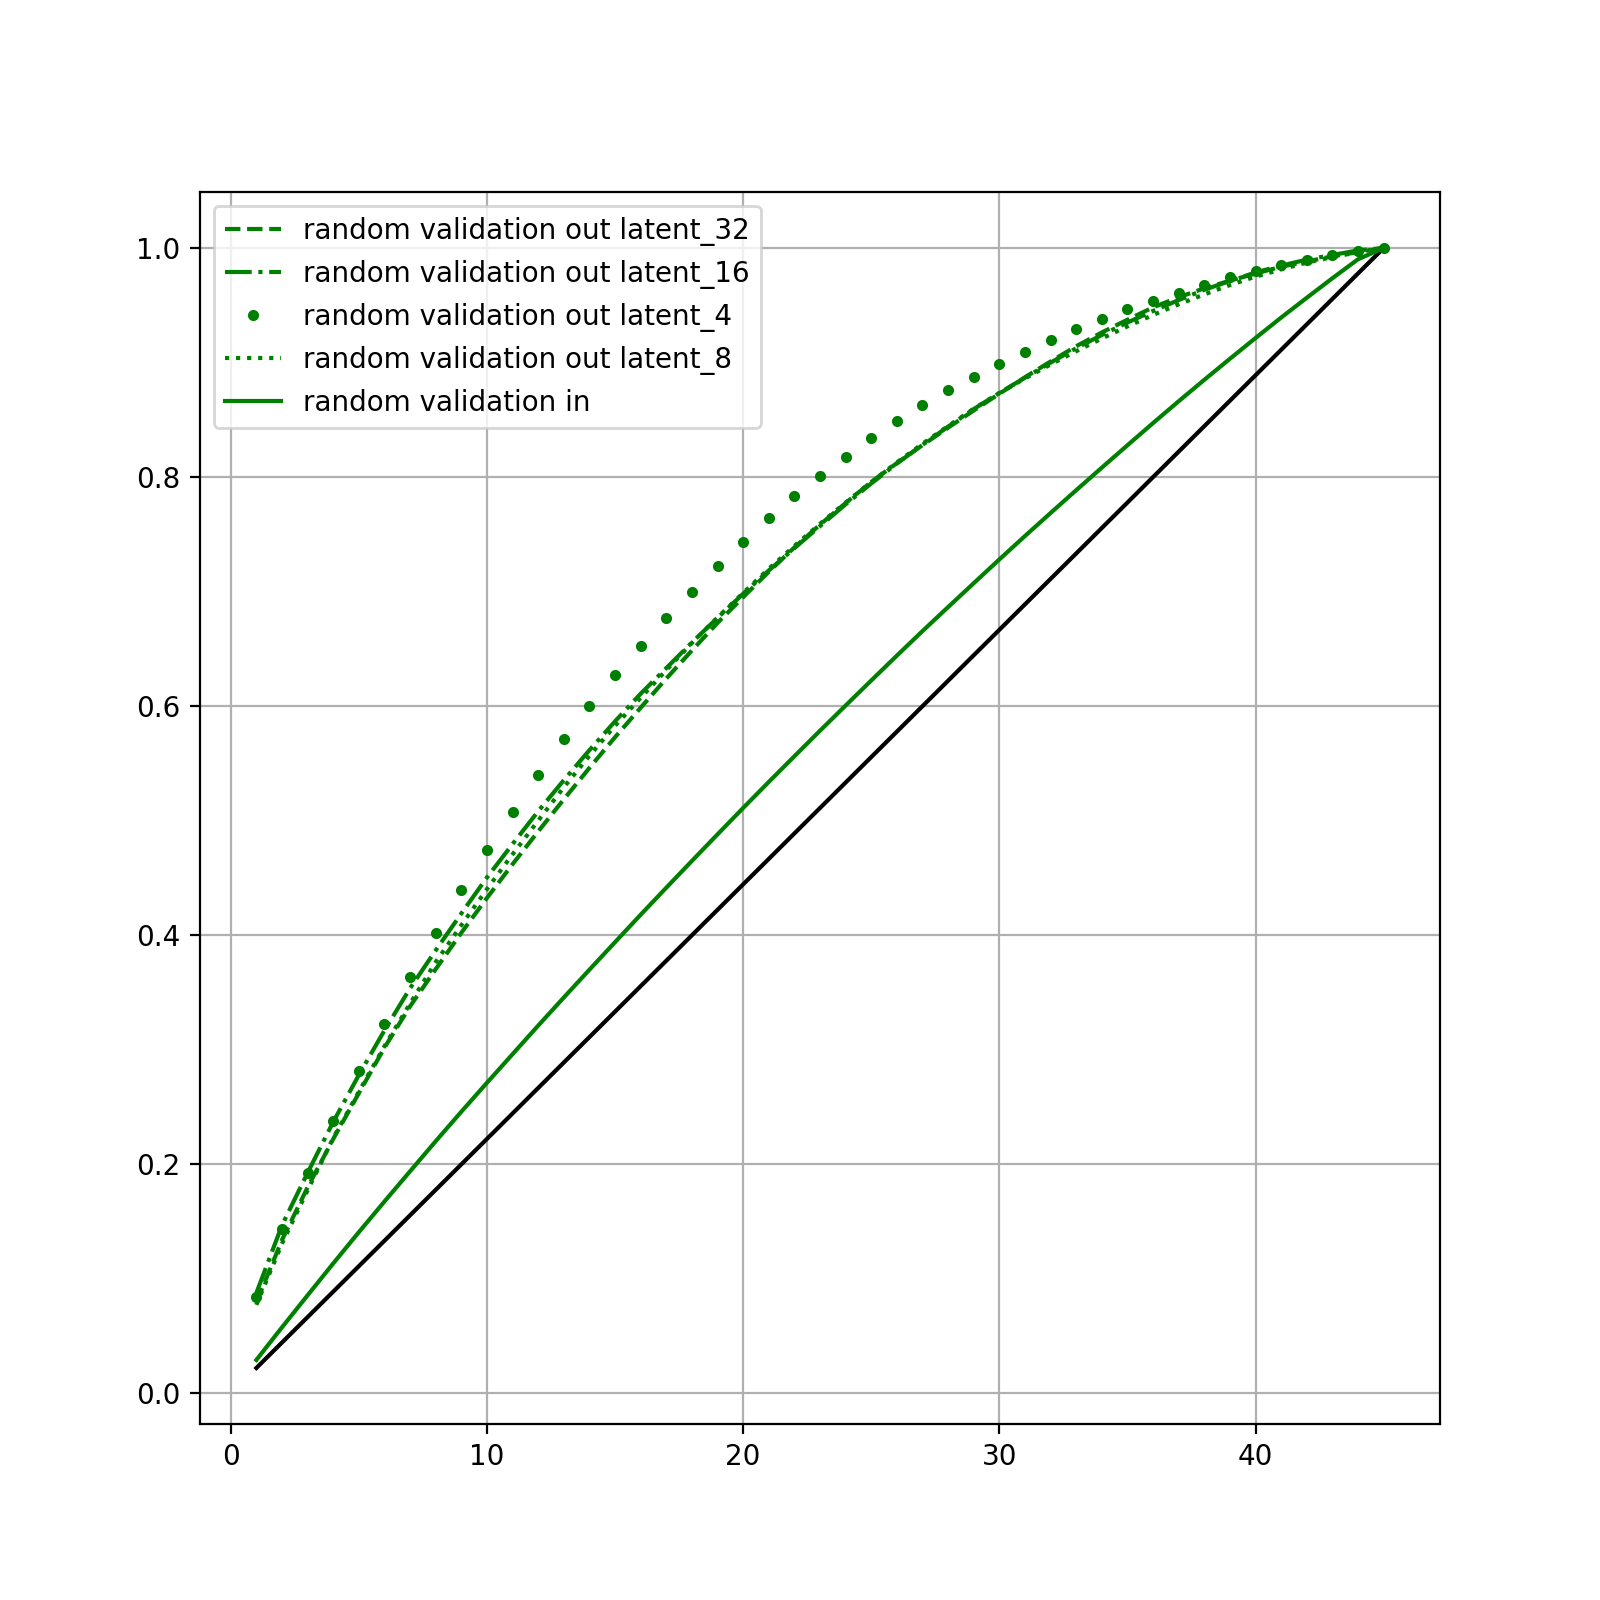 random validation out latent_32
random validation out latent_16
random validation out latent_4
random validation out latent_8
random validation in
1.0
0.8
0.6
0.4
0.2
0.0
0 10 20 30 40